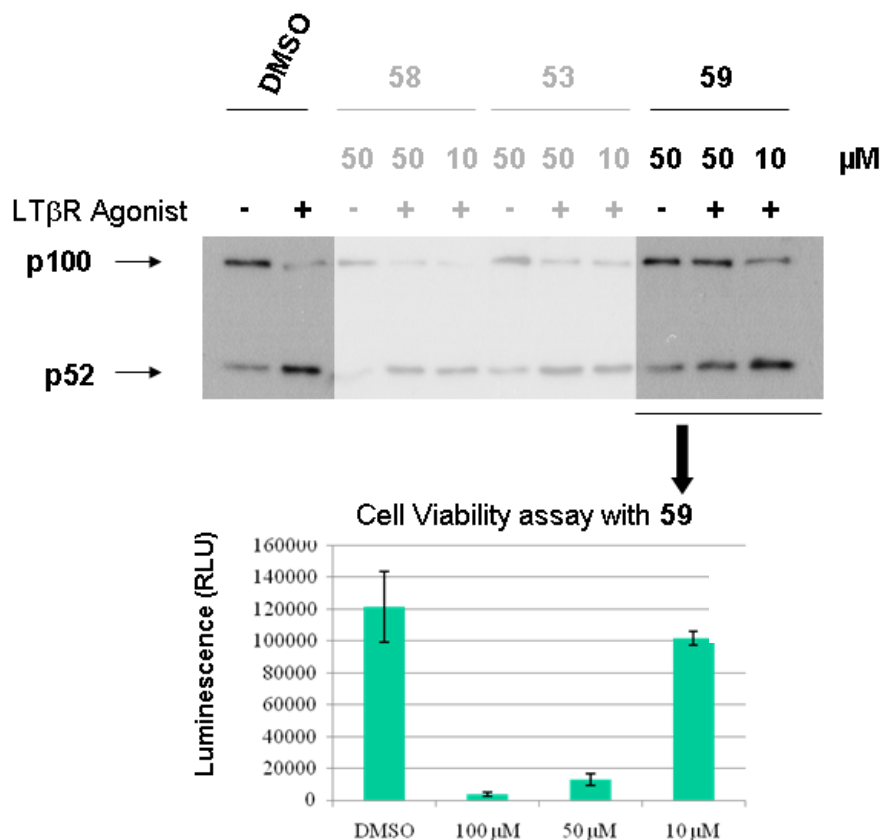 DMSO
58 53 59
50 50 10 50 50 10 50 50 10 µM
LTβR Agonist - + - + + - + + - + +
p100
p52
Cell Viability assay with 59
Luminescence (RLU)
160000
140000
120000
100000
80000
60000
40000
20000
0
DMSO 100 µM 50 µM 10 µM